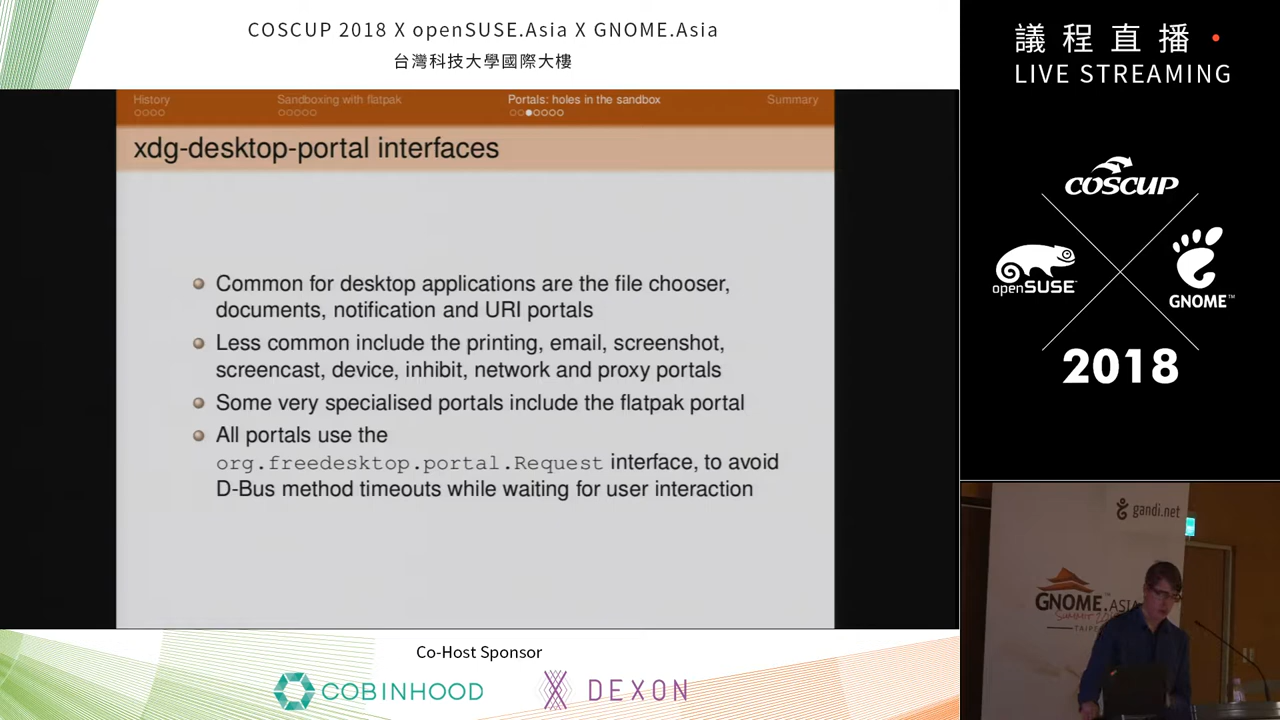 COSCUP 2018 X openSUSE.Asia X GNOME.Asia
台灣科技大學國際大樓
議程直播
LIVE STREAMING
History
Sandboxing with flatpak
Portals: holes in the sandbox
Summary
xdg-desktop-portal interfaces
Common for desktop applications are the file chooser,
documents, notification and URI portals
Less common include the printing, email, screenshot,
screencast, device, inhibit, network and proxy portals
Some very specialised portals include the flatpak portal
All portals use the
org.freedesktop.portal.Request interface, to avoid
D-Bus method timeouts while waiting for user interaction
COSCUP
openSUSE
GNOME
2018
gandi.net
GNOME.ASIA
Co-Host Sponsor
COBINHOOD
DEXON